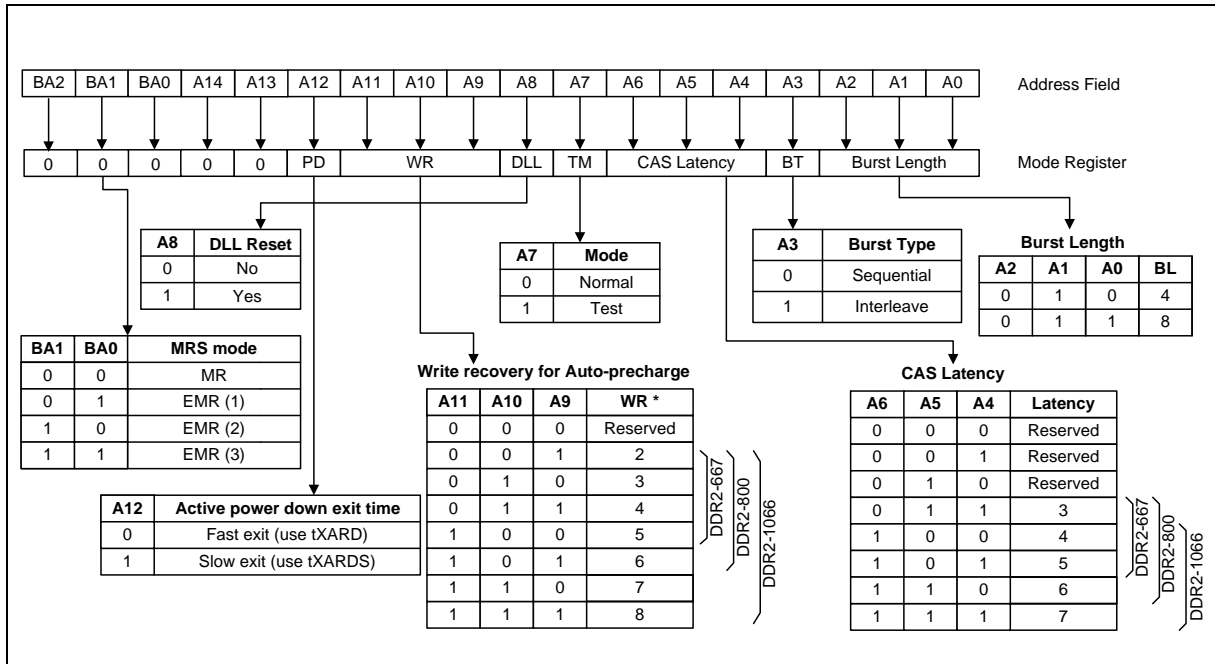 BA2 BA1 BA0 A14 A13 A12 A11 A10 A9 A8 A7 A6 A5 A4 A3 A2 A1 A0 Address Field
0 0 0 0 0 PD WR DLL TM CAS Latency BT Burst Length Mode Register
A8 DLL Reset
0 No
1 Yes
A7 Mode
0 Normal
1 Test
A3 Burst Type
0 Sequential
1 Interleave
Burst Length
A2 A1 A0 BL
0 1 0 4
0 1 1 8
BA1 BA0 MRS mode
0 0 MR
0 1 EMR (1)
1 0 EMR (2)
1 1 EMR (3)
A12 Active power down exit time
0 Fast exit (use tXARD)
1 Slow exit (use tXARDS)
Write recovery for Auto-precharge
A11 A10 A9 WR *
0 0 0 Reserved
0 0 1 2
0 1 0 3
0 1 1 4
1 0 0 5
1 0 1 6
1 1 0 7
1 1 1 8
DDR2-667
DDR2-800
DDR2-1066
CAS Latency
A6 A5 A4 Latency
0 0 0 Reserved
0 0 1 Reserved
0 1 0 Reserved
0 1 1 3
1 0 0 4
1 0 1 5
1 1 0 6
1 1 1 7
DDR2-667
DDR2-800
DDR2-1066